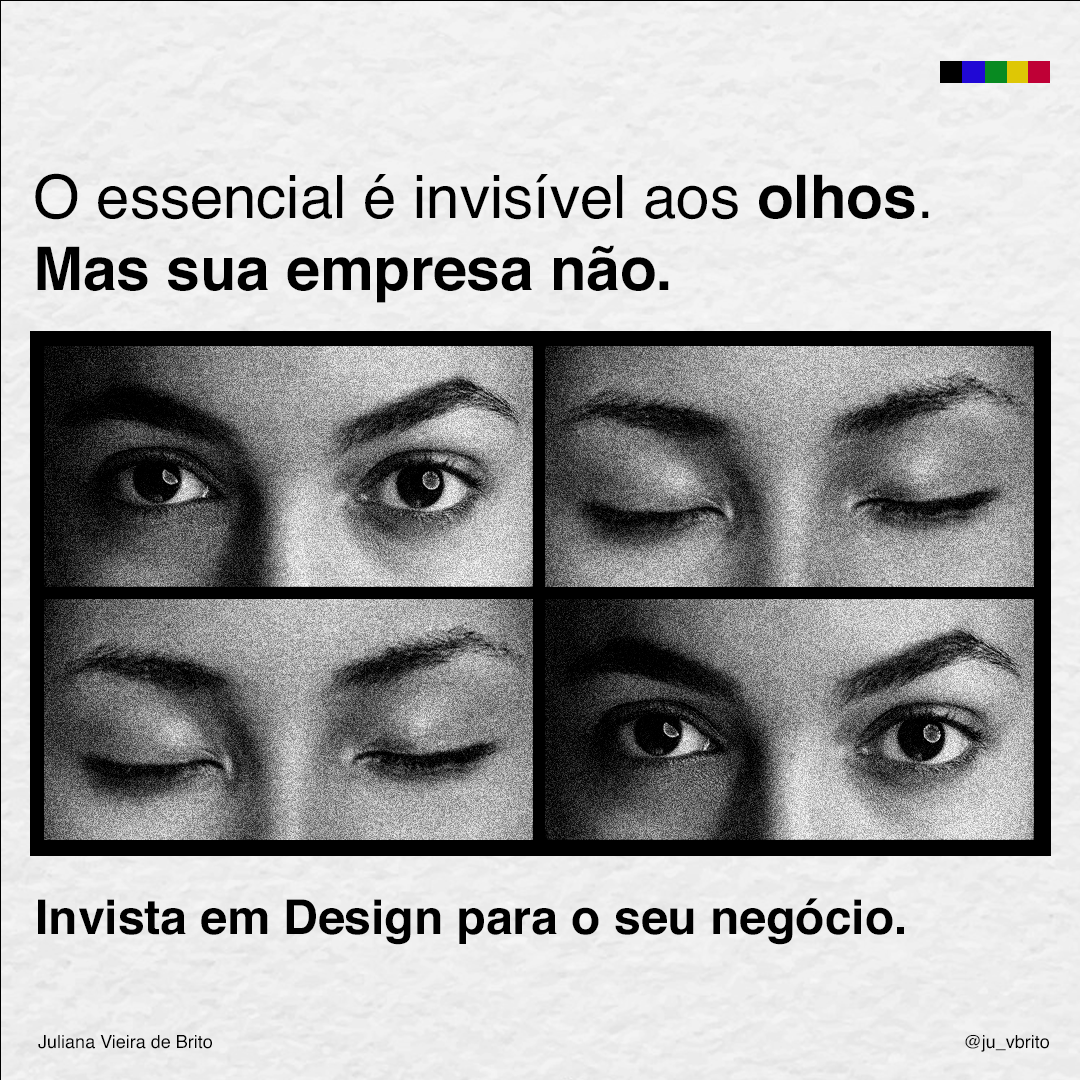 O essencial é invisível aos olhos.
Mas sua empresa não.
Invista em Design para o seu negócio.
Juliana Vieira de Brito
@ju_vbrito